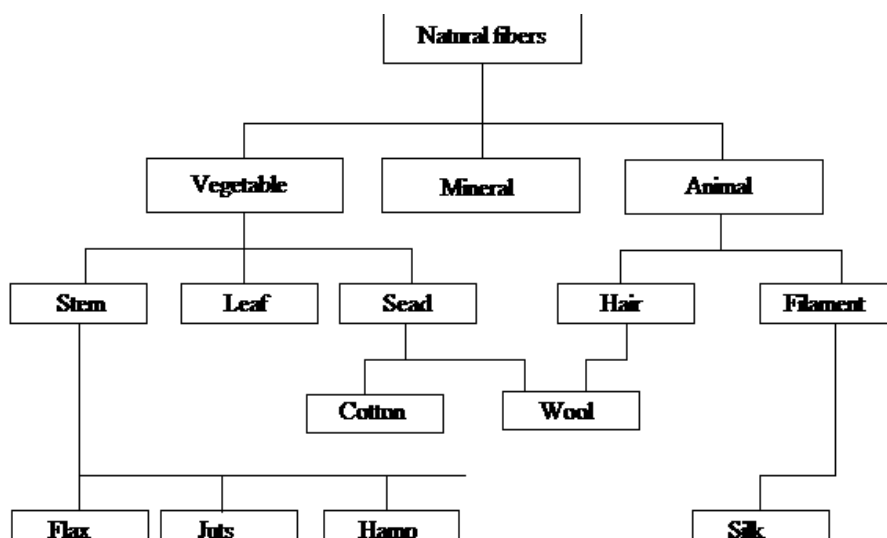 Natural fibers
Vegetable
Mineral
Animal
Stem
Leaf
Sead
Hair
Filament
Cotton
Wool
Flax
Juts
Hamp
Silk